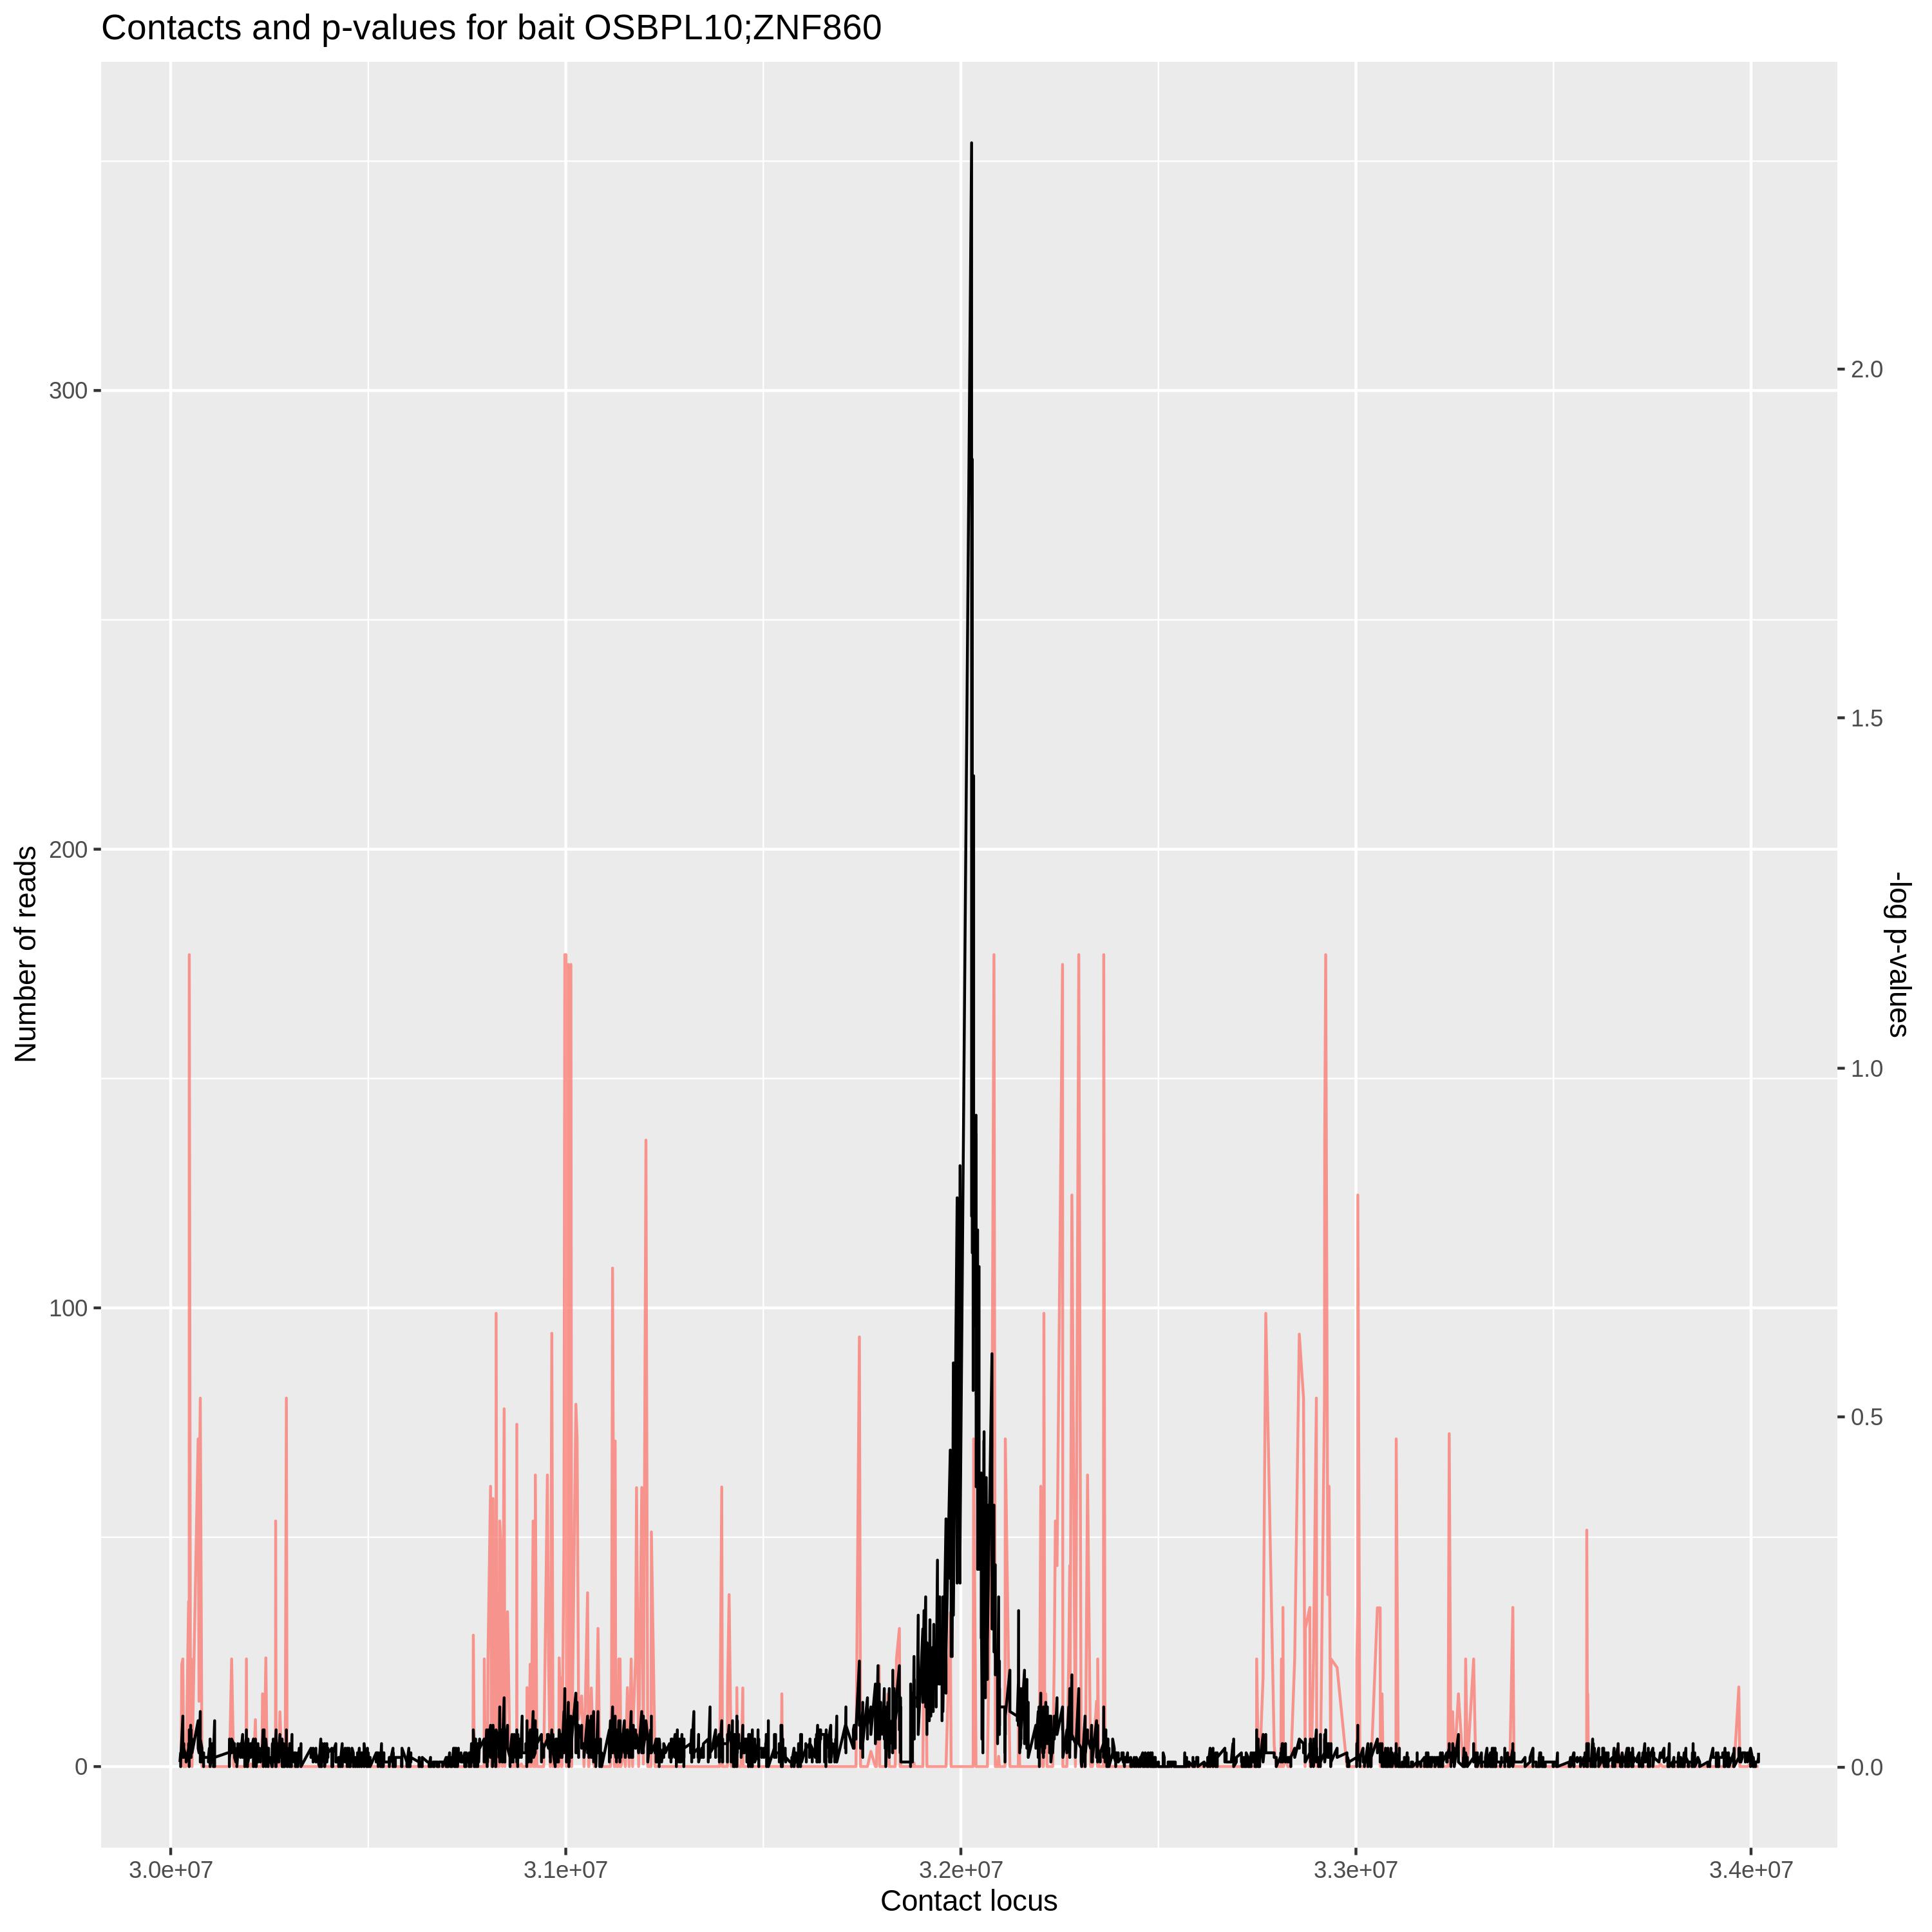 Contacts and p-values for bait OSBPL10;ZNF860
Number of reads
300
200
100
0
2.0
1.5
1.0
0.5
0.0
-log p-values
3.0e+07
3.1e+07
3.2e+07
3.3e+07
3.4e+07
Contact locus